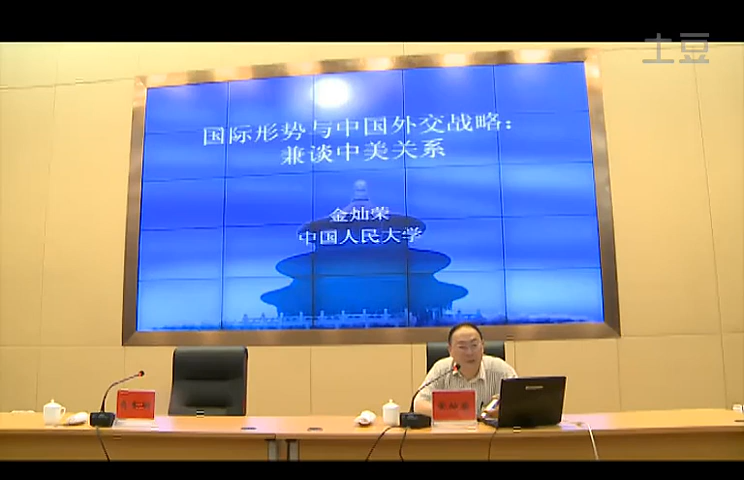 土豆
国际形势与中国外交战略：
兼谈中美关系
金灿荣
中国人民大学